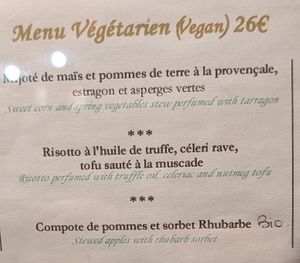 Menu Végétarien (Vegan) 26€
Mijoté de maïs et pommes de terre à la provençale,
estragon et asperges vertes
Sweet corn and spring vegetables stew perfumed with tarragon
***
Risotto à l'huile de truffe, céleri rave,
tofu sauté à la muscade
Risotto perfumed with truffle oil, celeriac and nutmeg tofu
***
Compote de pommes et sorbet Rhubarbe Bio
Stewed apples with rhubarb sorbet